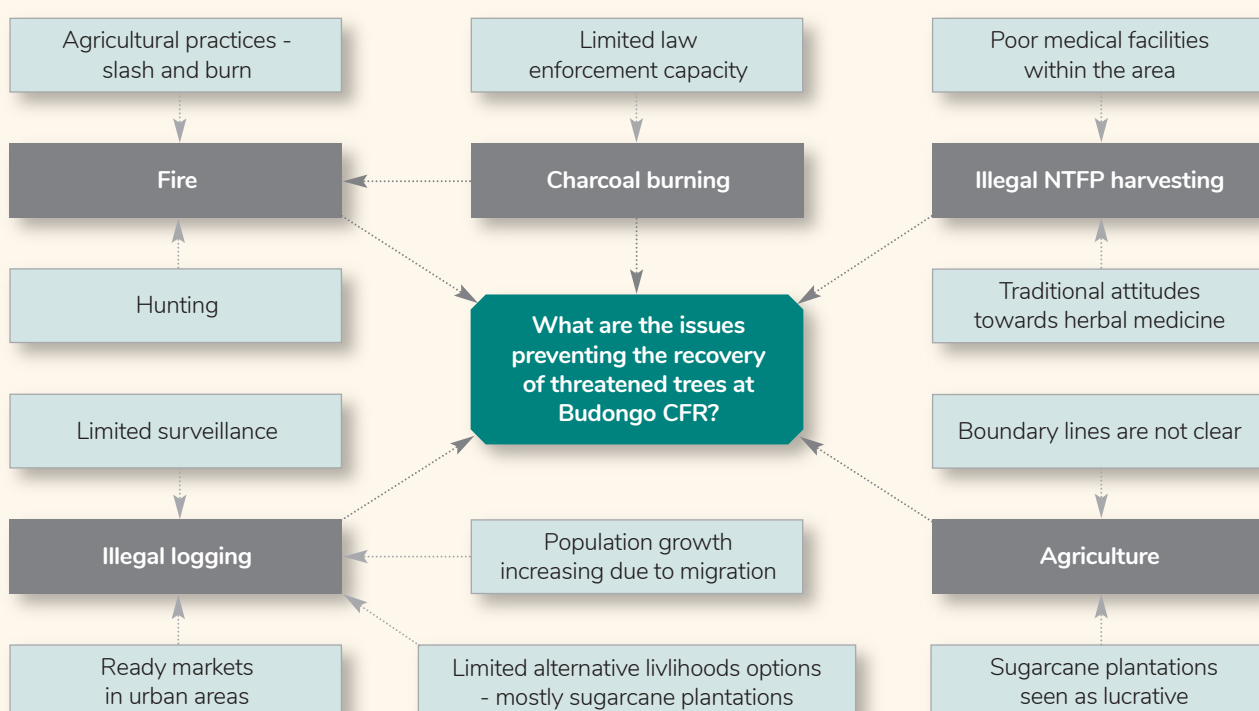 Agricultural practices -
slash and burn
Limited law
enforcement capacity
Poor medical facilities
within the area
Fire
Charcoal burning
Illegal NTFP harvesting
Hunting
What are the issues
preventing the recovery
of threatened trees at
Budongo CFR?
Traditional attitudes
towards herbal medicine
Limited surveillance
Boundary lines are not clear
Illegal logging
Population growth
increasing due to migration
Agriculture
Ready markets
in urban areas
Limited alternative livlihoods options
- mostly sugarcane plantations
Sugarcane plantations
seen as lucrative